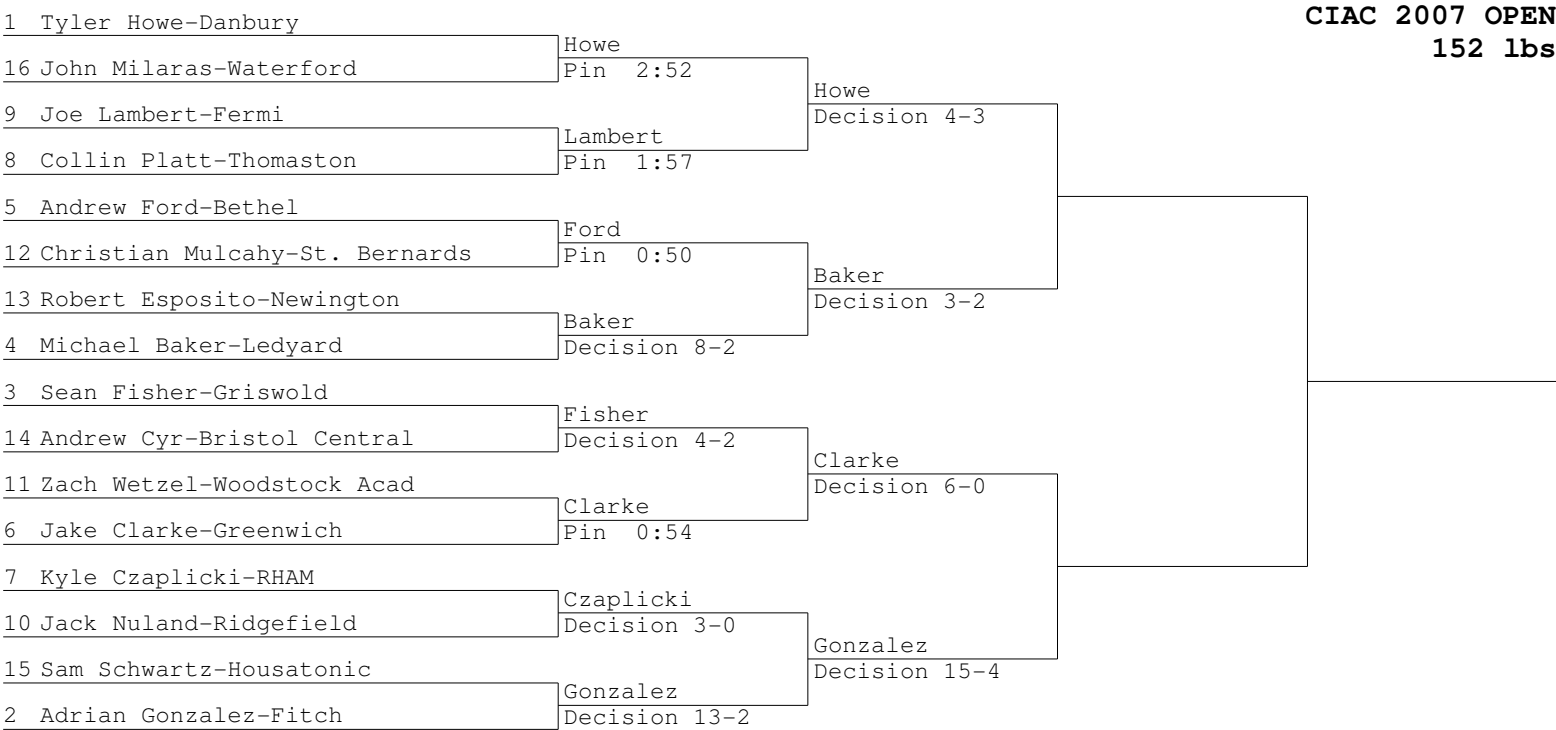 CIAC 2007 OPEN
152 lbs
1 Tyler Howe-Danbury
16 John Milaras-Waterford
9 Joe Lambert-Fermi
8 Collin Platt-Thomaston
5 Andrew Ford-Bethel
12 Christian Mulcahy-St. Bernards
13 Robert Esposito-Newington
4 Michael Baker-Ledyard
3 Sean Fisher-Griswold
14 Andrew Cyr-Bristol Central
11 Zach Wetzel-Woodstock Acad
6 Jake Clarke-Greenwich
7 Kyle Czaplicki-RHAM
10 Jack Nuland-Ridgefield
15 Sam Schwartz-Housatonic
2 Adrian Gonzalez-Fitch
Howe
Pin 2:52
Lambert
Pin 1:57
Ford
Pin 0:50
Baker
Decision 8-2
Fisher
Decision 4-2
Clarke
Pin 0:54
Czaplicki
Decision 3-0
Gonzalez
Decision 13-2
Howe
Decision 4-3
Baker
Decision 3-2
Clarke
Decision 6-0
Gonzalez
Decision 15-4